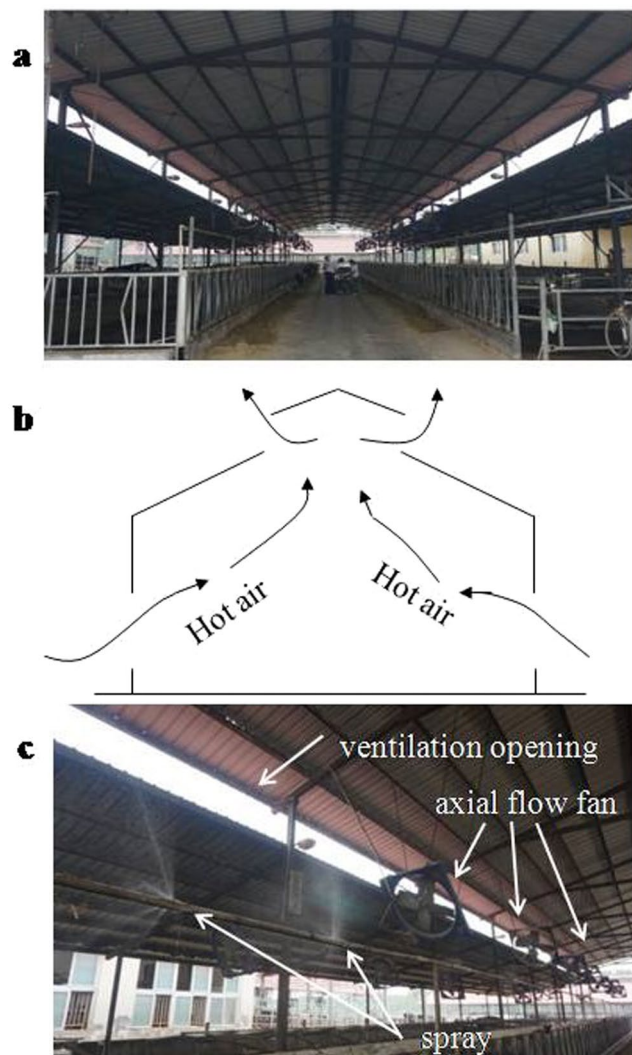 a
b
Hot air
Hot air
c
ventilation opening
axial flow fan
spray